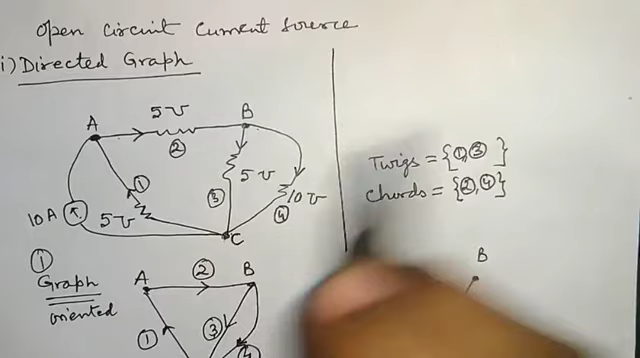 Open Circuit Current Source
i) Directed Graph
5 ʊ
A
B
②
①
③
5 ʊ
10 ʊ
④
10 A
5 ʊ
C
Twigs = {①,③}
Chords = {②,④}
①
Graph
oriented
A
②
B
①
③
④
B